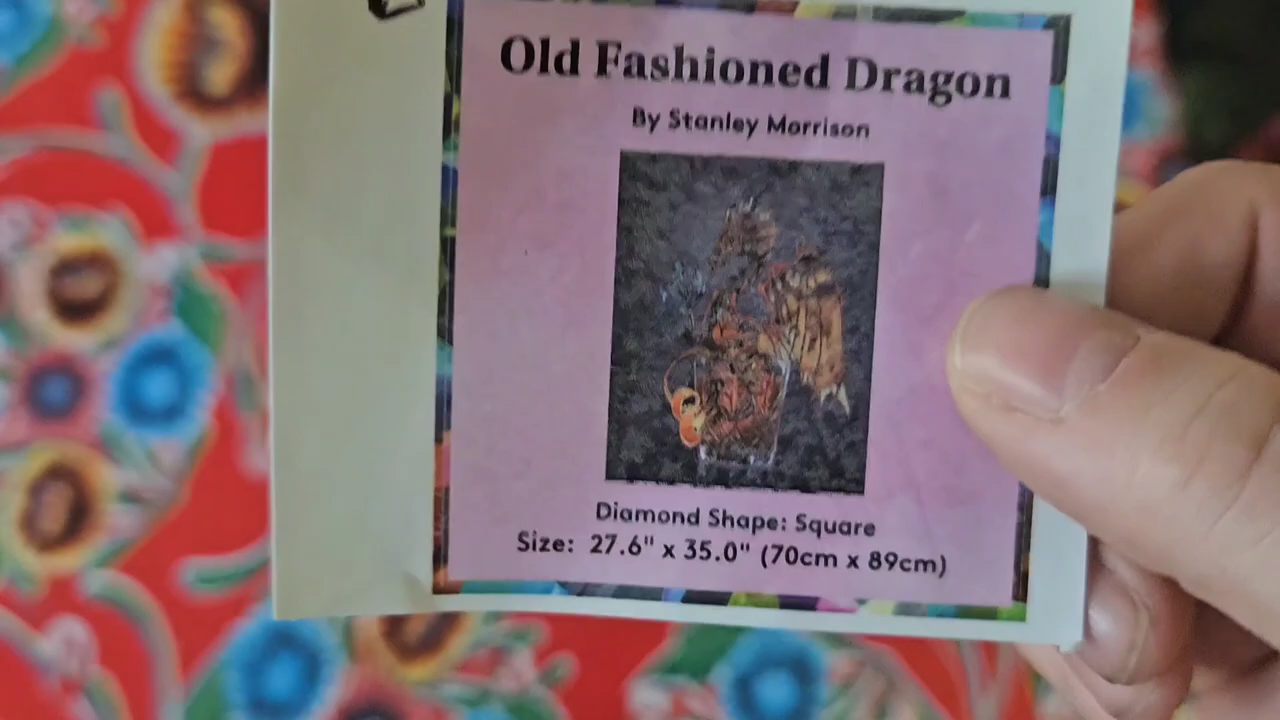 Old Fashioned Dragon
By Stanley Morrison
Diamond Shape: Square
Size: 27.6" x 35.0" (70cm x 89cm)